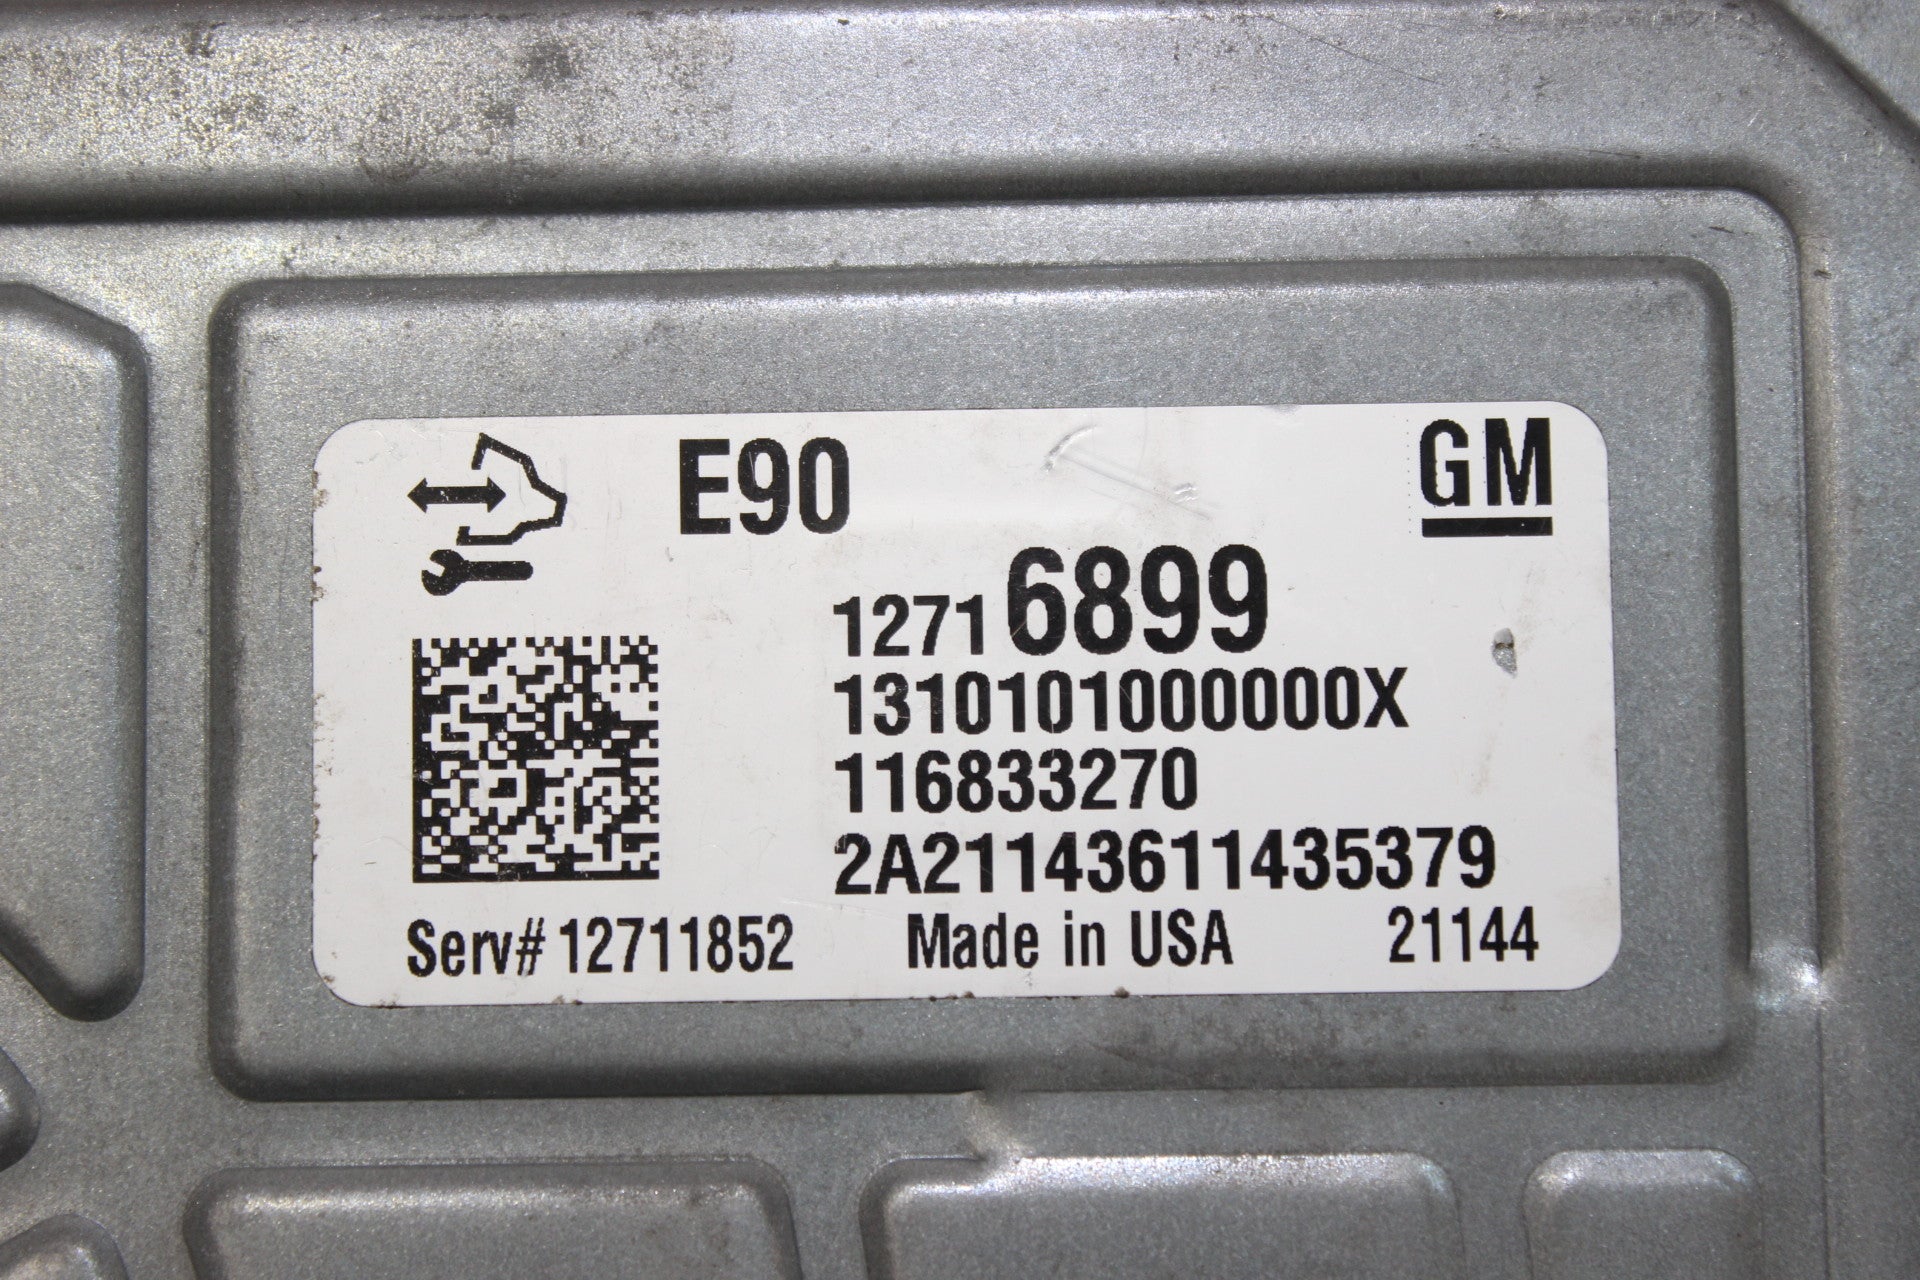 E90
GM
12716899
1310101000000X
116833270
2A21143611435379
Serv# 12711852 Made in USA 21144